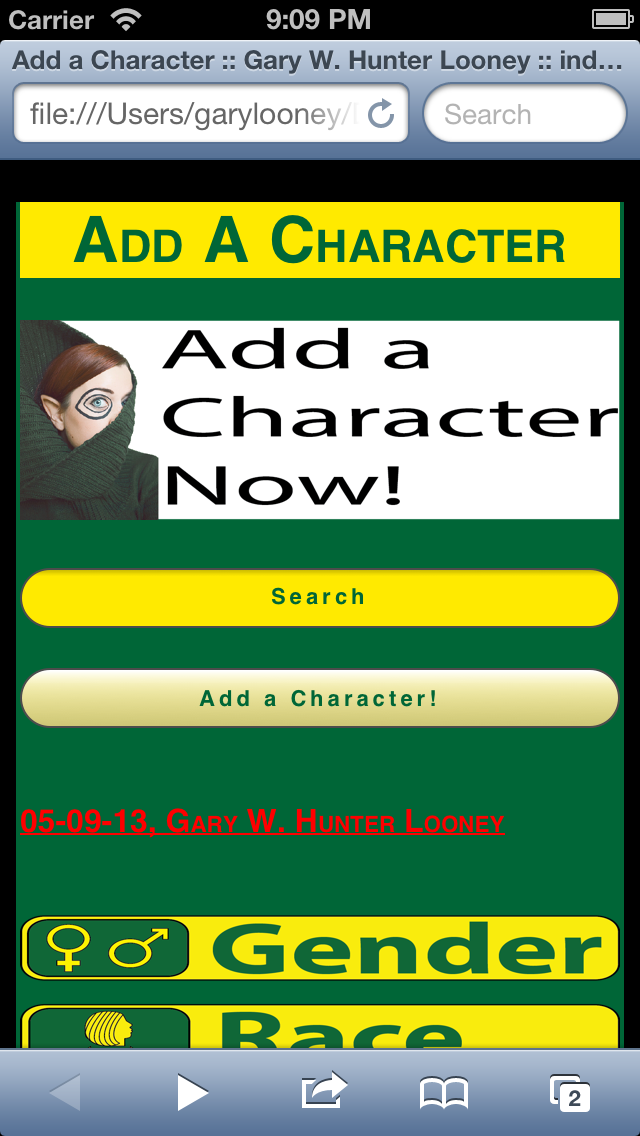 Carrier 9:09 PM
Add a Character :: Gary W. Hunter Looney :: ind...
file:///Users/garylooney/ Search
Add A Character
Add a
Character
Now!
Search
Add a Character!
05-09-13, Gary W. Hunter Looney
Gender
Race
2